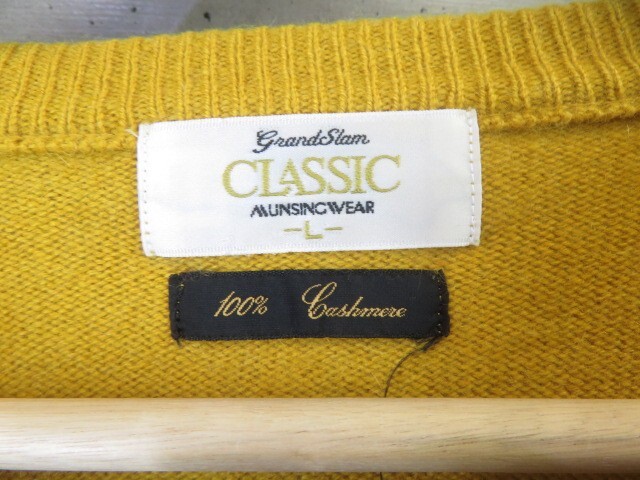 GrandSlam
CLASSIC
MUNSINGWEAR
-L-
100% Cashmere